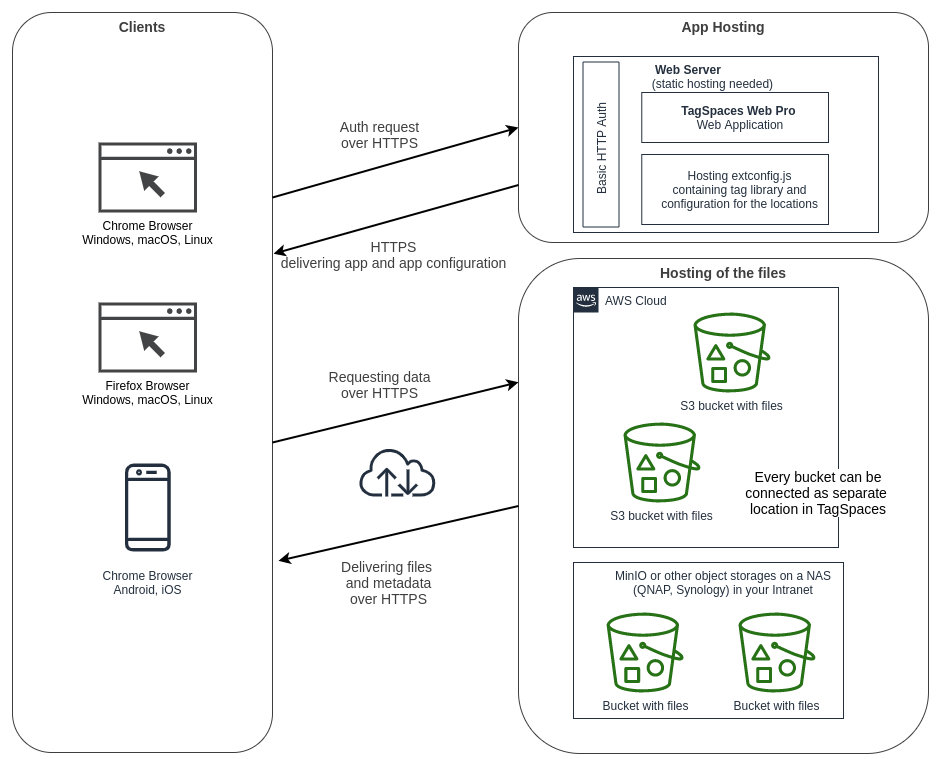 Clients
Chrome Browser
Windows, macOS, Linux
Firefox Browser
Windows, macOS, Linux
Chrome Browser
Android, iOS
Auth request
over HTTPS
HTTPS
delivering app and app configuration
Requesting data
over HTTPS
Delivering files
and metadata
over HTTPS
App Hosting
Basic HTTP Auth
Web Server
(static hosting needed)
TagSpaces Web Pro
Web Application
Hosting extconfig.js
containing tag library and
configuration for the locations
Hosting of the files
aws
AWS Cloud
S3 bucket with files
S3 bucket with files
Every bucket can be
connected as separate
location in TagSpaces
MinIO or other object storages on a NAS
(QNAP, Synology) in your Intranet
Bucket with files
Bucket with files